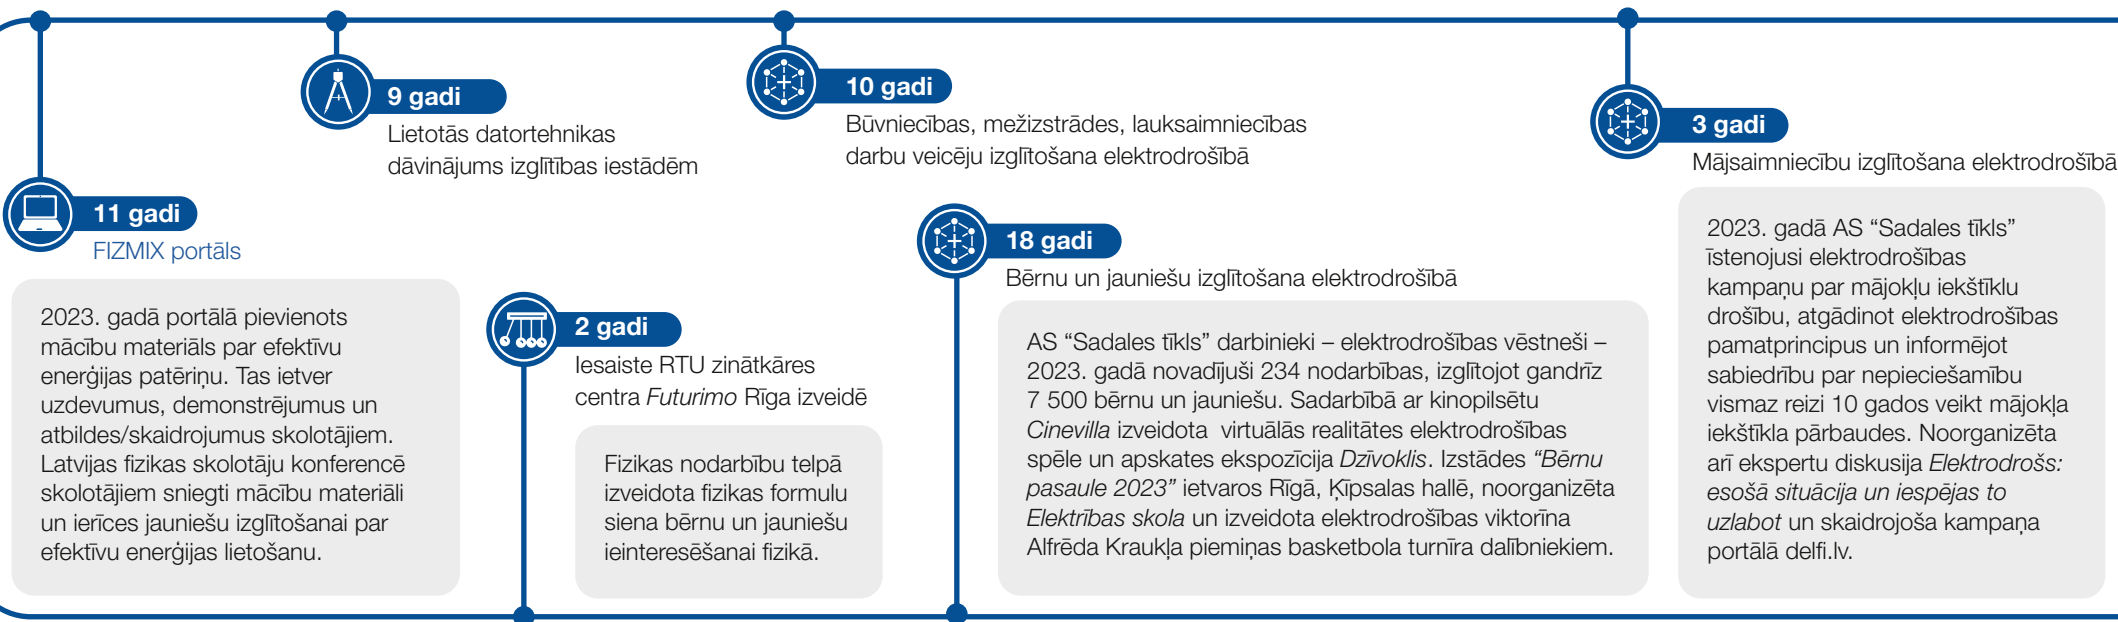 9 gadi
Lietotās datortehnikas
dāvinājums izglītības iestādēm
10 gadi
Būvniecības, mežizstrādes, lauksaimniecības
darbu veicēju izglītošana elektrodrošībā
3 gadi
Mājsaimniecību izglītošana elektrodrošībā
2023. gadā AS “Sadales tīkls”
īstenojusi elektrodrošības
kampaņu par mājokļu iekštīklu
drošību, atgādinot elektrodrošības
pamatprincipus un informējot
sabiedrību par nepieciešamību
vismaz reizi 10 gados veikt mājokļa
iekštīkla pārbaudes. Noorganizēta
arī ekspertu diskusija Elektrodrošs:
esošā situācija un iespējas to
uzlabot un skaidrojoša kampaņa
portālā delfi.lv.
11 gadi
FIZMIX portāls
2023. gadā portālā pievienots
mācību materiāls par efektīvu
enerģijas patēriņu. Tas ietver
uzdevumus, demonstrējumus un
atbildes/skaidrojumus skolotājiem.
Latvijas fizikas skolotāju konferencē
skolotājiem sniegti mācību materiāli
un ierīces jauniešu izglītošanai par
efektīvu enerģijas lietošanu.
2 gadi
Iesaiste RTU zinātkāres
centra Futurimo Rīga izveidē
Fizikas nodarbību telpā
izveidota fizikas formulu
siena bērnu un jauniešu
ieinteresēšanai fizikā.
18 gadi
Bērnu un jauniešu izglītošana elektrodrošībā
AS “Sadales tīkls” darbinieki – elektrodrošības vēstneši –
2023. gadā novadījuši 234 nodarbības, izglītojot gandrīz
7 500 bērnu un jauniešu. Sadarbībā ar kinopilsētu
Cinevilla izveidota virtuālās realitātes elektrodrošības
spēle un apskates ekspozīcija Dzīvoklis. Izstādes “Bērnu
pasaule 2023” ietvaros Rīgā, Ķīpsalas hallē, noorganizēta
Elektrības skola un izveidota elektrodrošības viktorīna
Alfrēda Kraukļa piemiņas basketbola turnīra dalībniekiem.